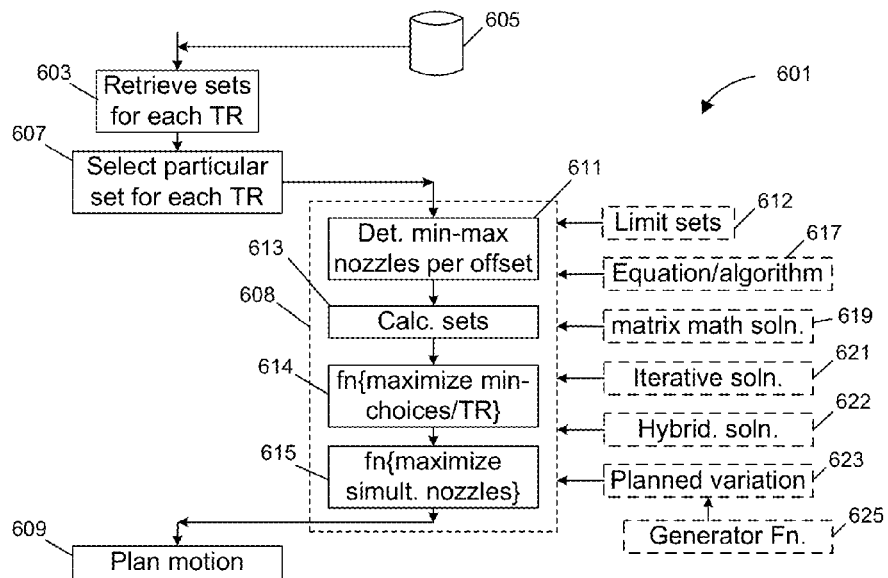 605
601
603
Retrieve sets
for each TR
607
Select particular
set for each TR
611
Det. min-max
nozzles per offset
Limit sets
612
617
Equation/algorithm
613
608
Calc. sets
matrix math soln.
619
614
fn{maximize min-
choices/TR}
Iterative soln.
621
Hybrid. soln.
622
615
fn{maximize
simult. nozzles}
Planned variation
623
609
Plan motion
Generator Fn.
625